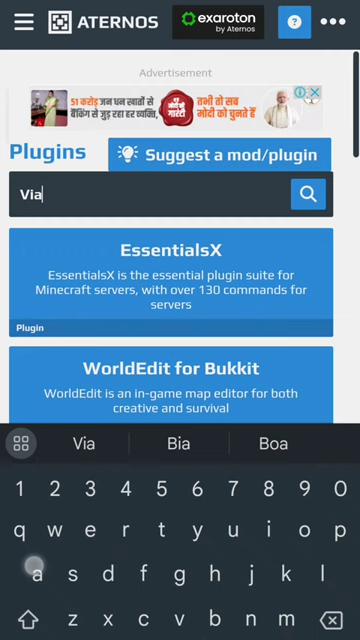 ATERNOS
exaroton
by Aternos
?
Advertisement
51 करोड़ जन धन खातों से
बैंकिंग से जुड़ रहा हर व्यक्ति,
तभी तो सब
मोदी को चुनते हैं
Plugins
Suggest a mod/plugin
Via
EssentialsX
EssentialsX is the essential plugin suite for
Minecraft servers, with over 130 commands for
servers
Plugin
WorldEdit for Bukkit
WorldEdit is an in-game map editor for both
creative and survival
Via Bia Boa
1 2 3 4 5 6 7 8 9 0
q w e r t y u i o p
a s d f g h j k l
z x c v b n m